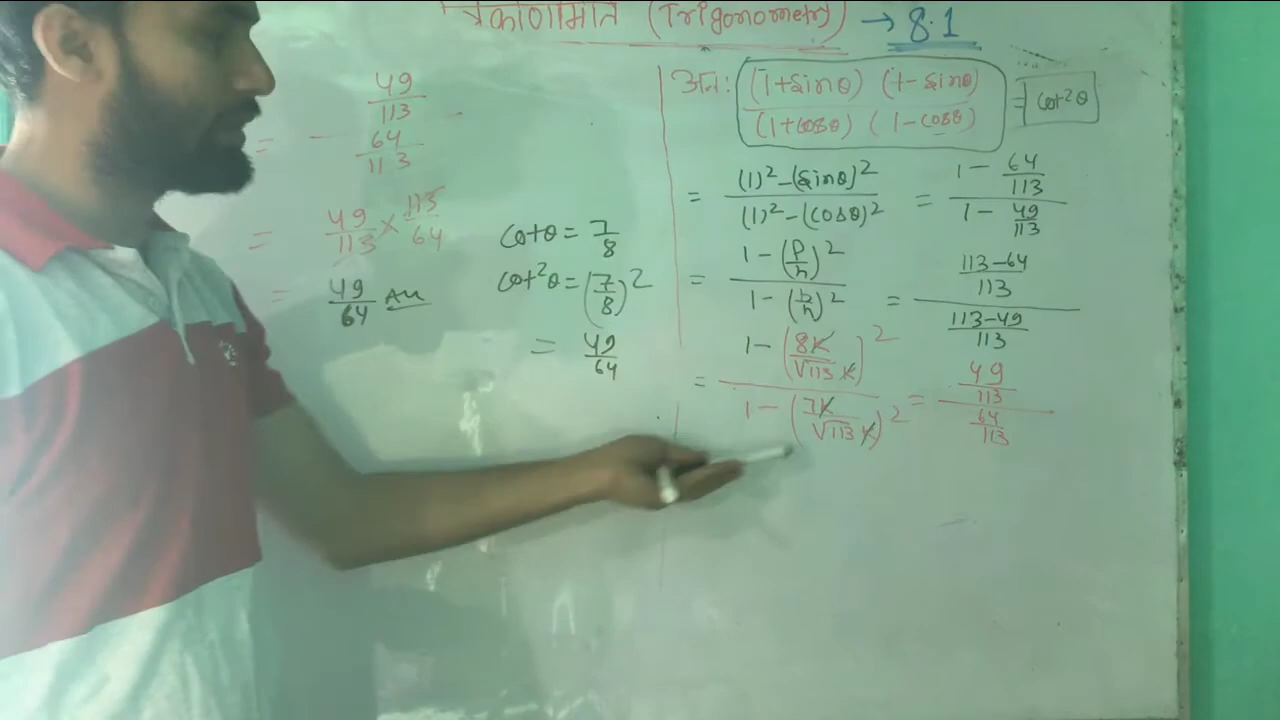 (Trigonometry) → 8.1
49/113
= 64/113
= 49/113 × 113/64
= 49/64 Ans
cotθ = 7/8
cot²θ = (7/8)²
= 49/64
अतः (1+sinθ) (1-sinθ) / (1+cosθ) (1-cosθ) = cot²θ
= (1)²-(sinθ)² / (1)²-(cosθ)² = 1 - 64/113 / 1 - 49/113
= 1-(p/h)² / 1-(b/h)² = 113-64/113 / 113-49/113
= 1-(8K/√113 K)² / 1-(7K/√113 K)² = 49/113 / 64/113